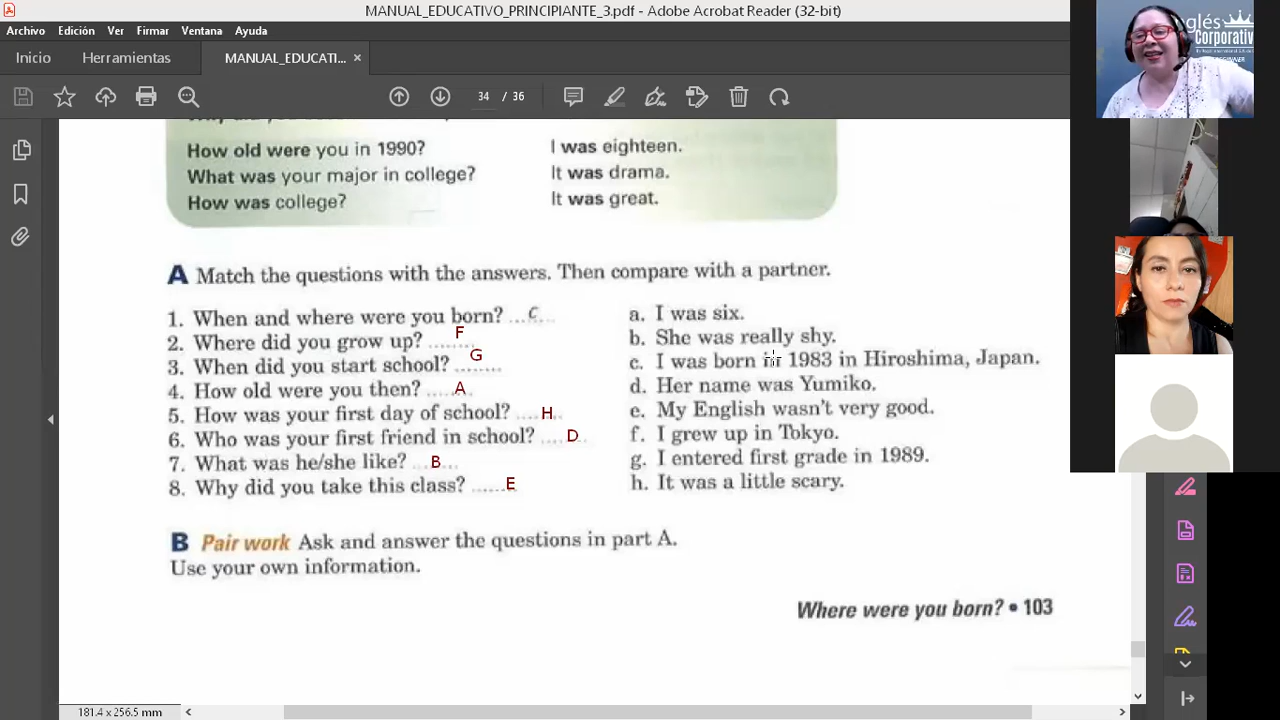 MANUAL_EDUCATIVO_PRINCIPIANTE_3.pdf - Adobe Acrobat Reader (32-bit)
Archivo Edición Ver Firmar Ventana Ayuda
Inicio Herramientas MANUAL_EDUCATI... ×
34 / 36
How old were you in 1990? I was eighteen.
What was your major in college? It was drama.
How was college? It was great.
A Match the questions with the answers. Then compare with a partner.
1. When and where were you born? ....C....
2. Where did you grow up? ........ F
3. When did you start school? ........ G
4. How old were you then? ....A....
5. How was your first day of school? ....H..
6. Who was your first friend in school? ....D...
7. What was he/she like? ...B....
8. Why did you take this class? ......E
a. I was six.
b. She was really shy.
c. I was born in 1983 in Hiroshima, Japan.
d. Her name was Yumiko.
e. My English wasn't very good.
f. I grew up in Tokyo.
g. I entered first grade in 1989.
h. It was a little scary.
B Pair work Ask and answer the questions in part A.
Use your own information.
Where were you born? • 103
181.4 x 256.5 mm
Corporativ